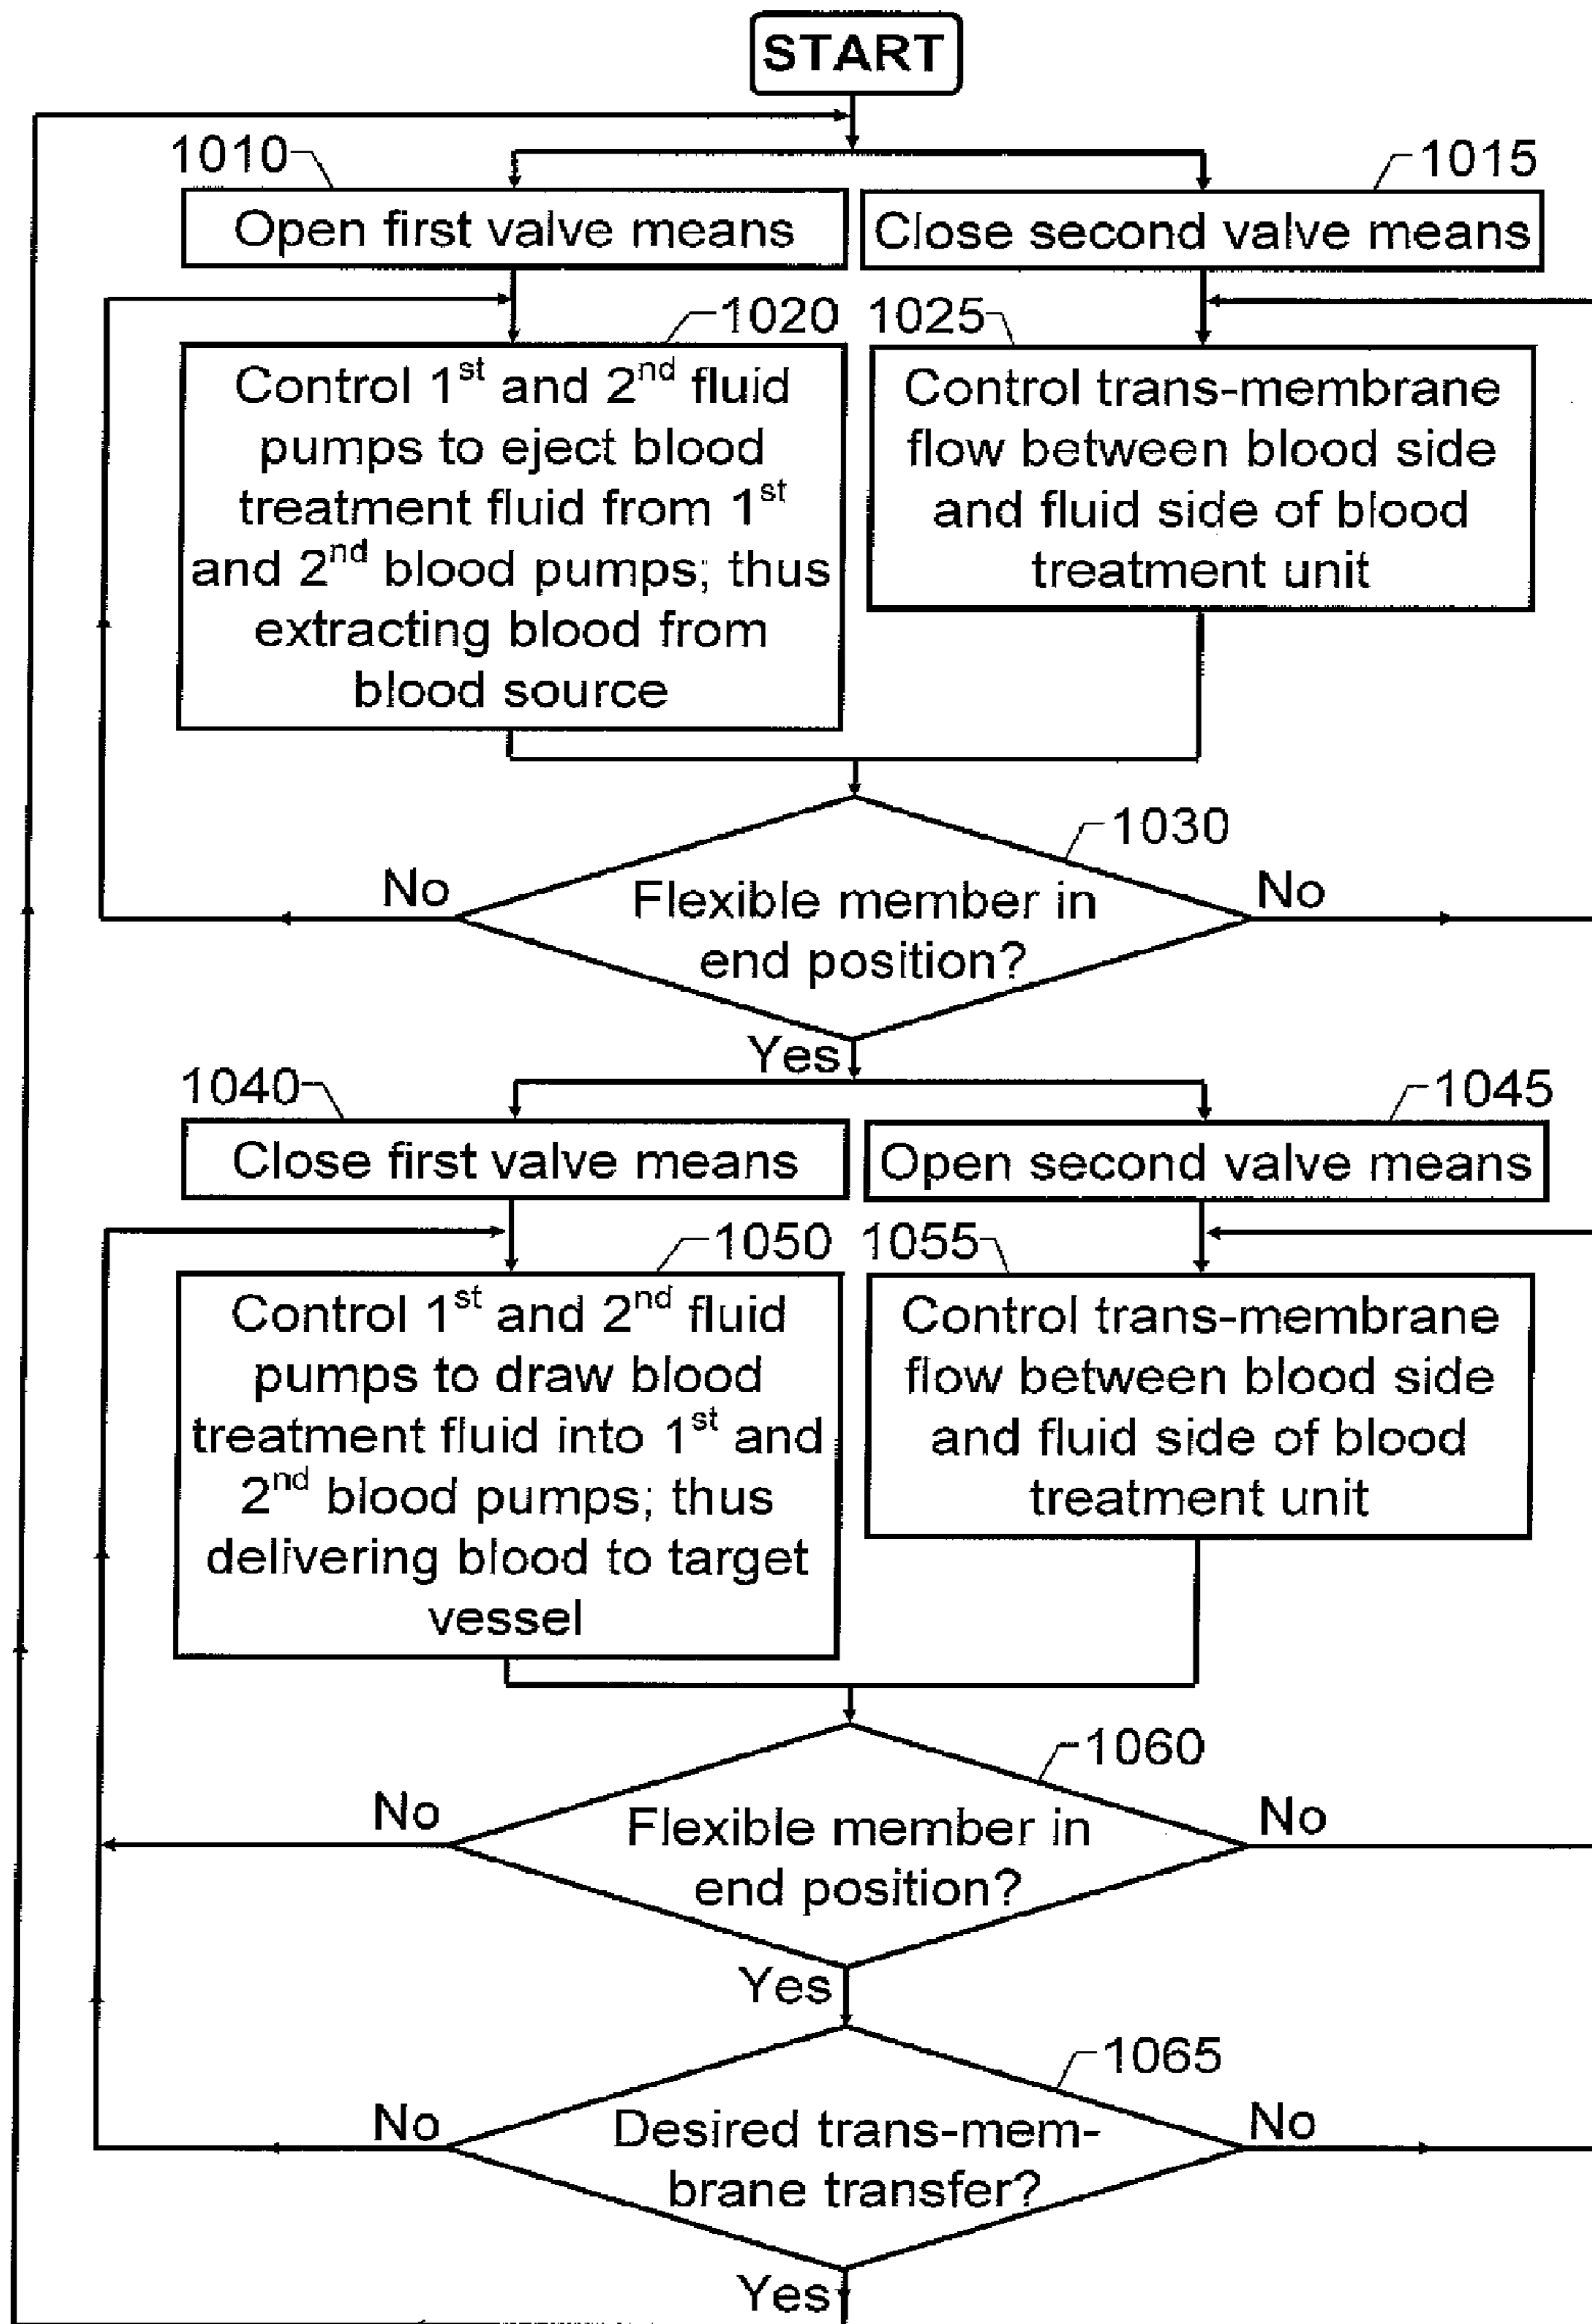 START
1010
1015
Open first valve means
Close second valve means
1020
1025
Control 1st and 2nd fluid
pumps to eject blood
treatment fluid from 1st
and 2nd blood pumps; thus
extracting blood from
blood source
Control trans-membrane
flow between blood side
and fluid side of blood
treatment unit
1030
No
Flexible member in
end position?
No
Yes
1040
1045
Close first valve means
Open second valve means
1050
1055
Control 1st and 2nd fluid
pumps to draw blood
treatment fluid into 1st and
2nd blood pumps; thus
delivering blood to target
vessel
Control trans-membrane
flow between blood side
and fluid side of blood
treatment unit
1060
No
Flexible member in
end position?
No
Yes
1065
No
Desired trans-mem-
brane transfer?
No
Yes